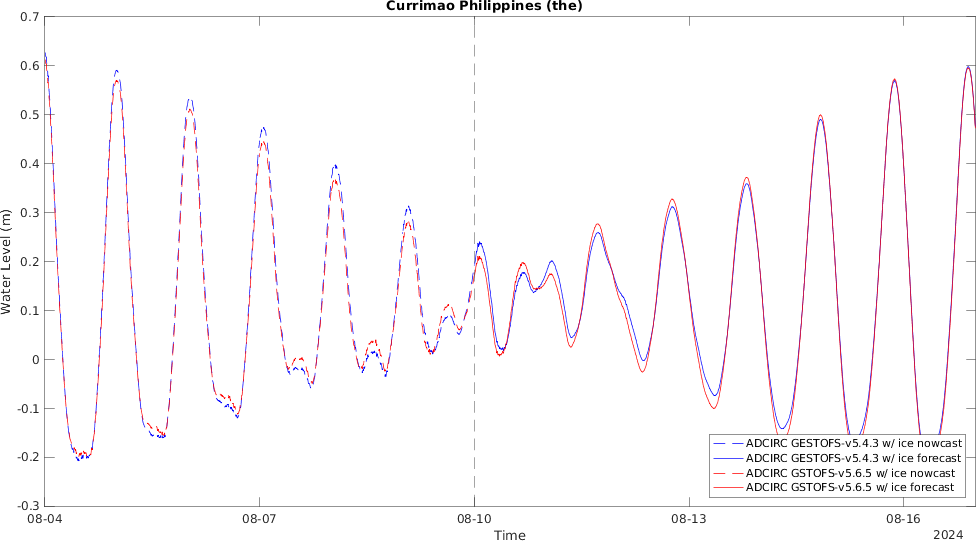 Currimao Philippines (the)
Water Level (m)
0.7
0.6
0.5
0.4
0.3
0.2
0.1
0
-0.1
-0.2
-0.3
ADCIRC GESTOFS-v5.4.3 w/ ice nowcast
ADCIRC GESTOFS-v5.4.3 w/ ice forecast
ADCIRC GSTOFS-v5.6.5 w/ ice nowcast
ADCIRC GSTOFS-v5.6.5 w/ ice forecast
08-04 08-07 08-10 08-13 08-16
Time
2024